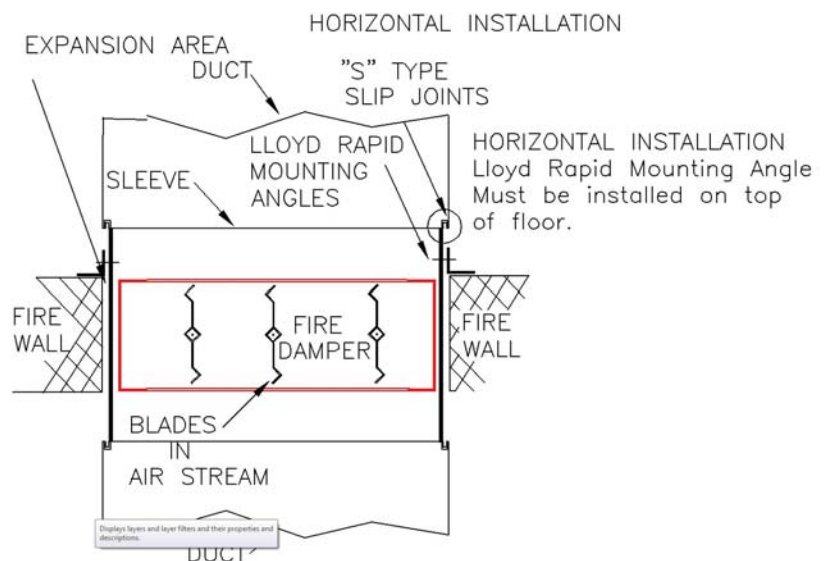 HORIZONTAL INSTALLATION
EXPANSION AREA
DUCT
"S" TYPE
SLIP JOINTS
LLOYD RAPID
MOUNTING
ANGLES
HORIZONTAL INSTALLATION
Lloyd Rapid Mounting Angle
Must be installed on top
of floor.
SLEEVE
FIRE
WALL
FIRE
DAMPER
FIRE
WALL
BLADES
IN
AIR STREAM
Displays layers and layer filters and their properties and
descriptions.
DUCT